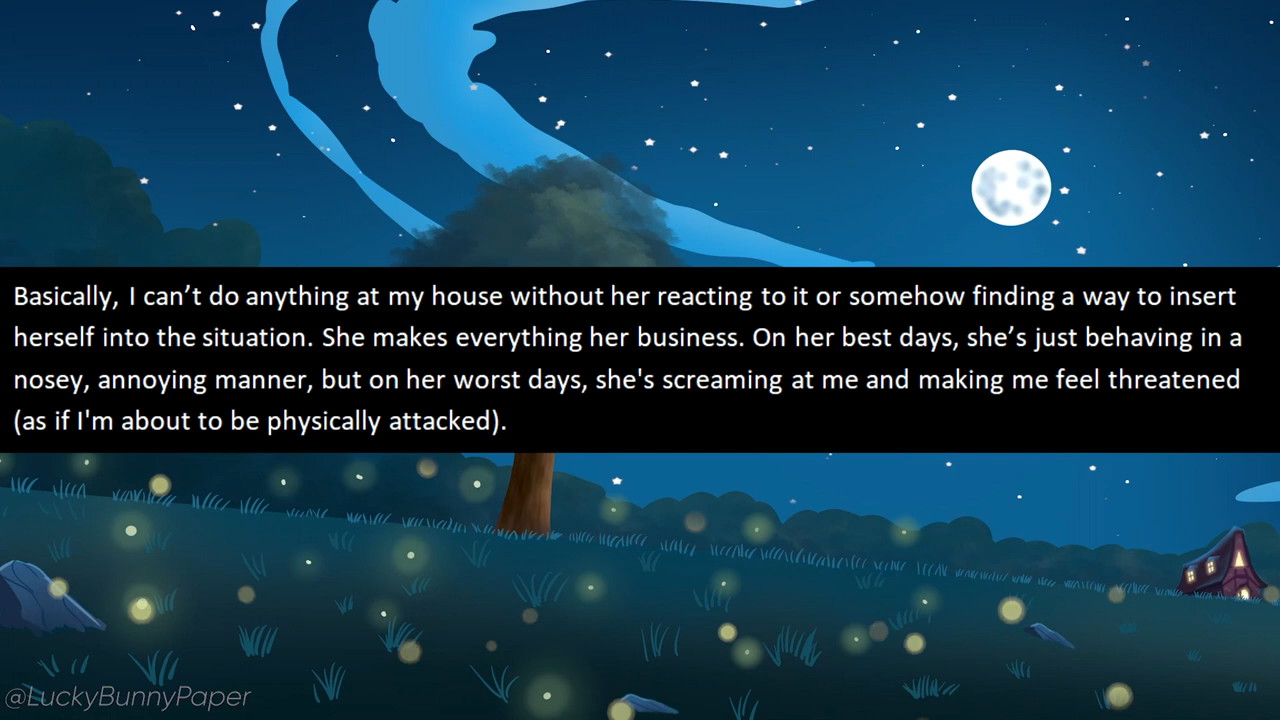 Basically, I can’t do anything at my house without her reacting to it or somehow finding a way to insert
herself into the situation. She makes everything her business. On her best days, she’s just behaving in a
nosey, annoying manner, but on her worst days, she's screaming at me and making me feel threatened
(as if I'm about to be physically attacked).
@LuckyBunnyPaper